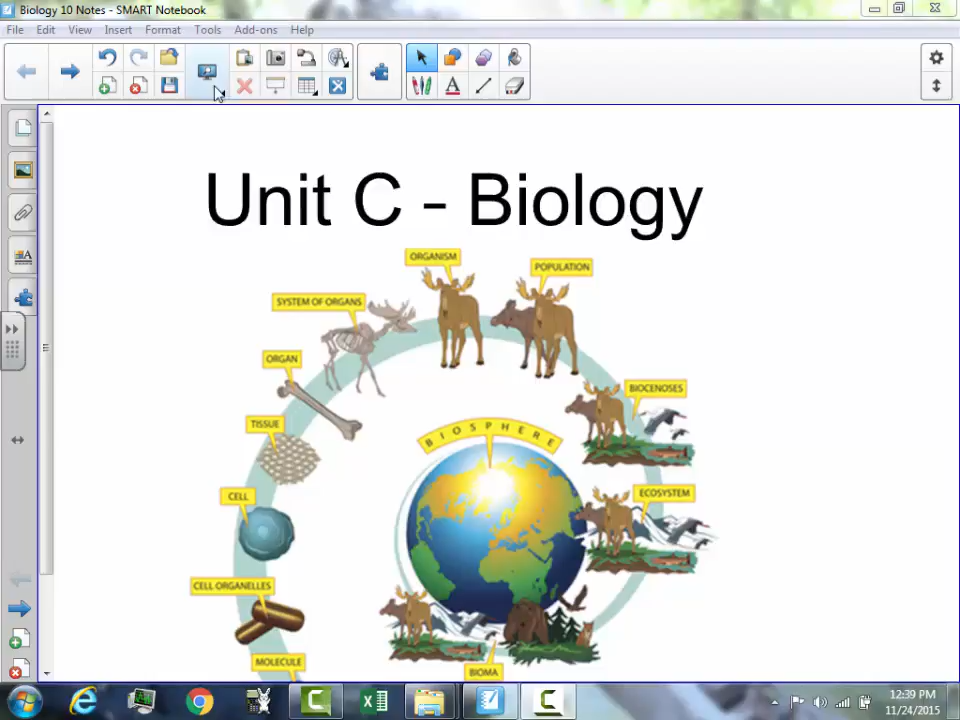 Biology 10 Notes - SMART Notebook
File Edit View Insert Format Tools Add-ons Help
Unit C - Biology
ORGANISM
POPULATION
SYSTEM OF ORGANS
ORGAN
BIOCENOSES
TISSUE
BIOSPHERE
CELL
ECOSYSTEM
CELL ORGANELLES
MOLECULE
BIOMA
12:39 PM
11/24/2015